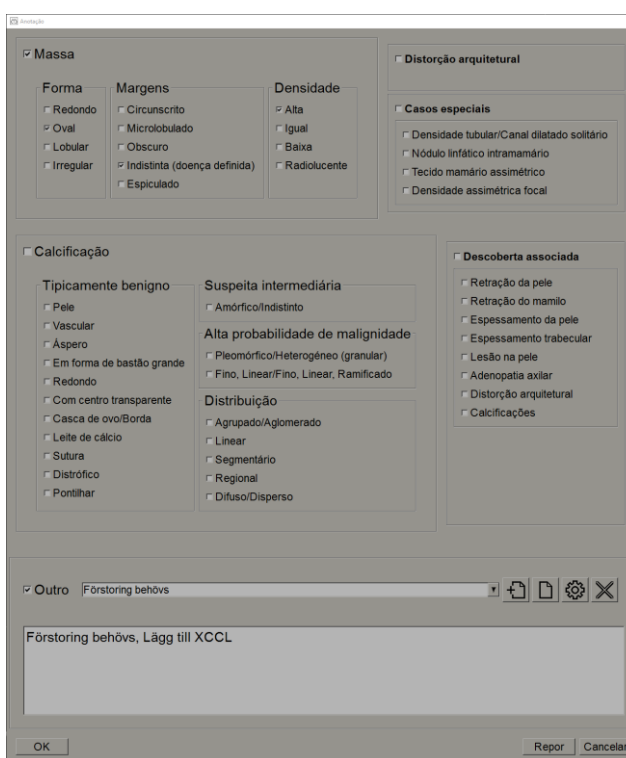 Anotação
Massa
Forma
Redondo
Oval
Lobular
Irregular
Margens
Circunscrito
Microlobulado
Obscuro
Indistinta (doença definida)
Espiculado
Densidade
Alta
Igual
Baixa
Radiolucente
Distorção arquitetural
Casos especiais
Densidade tubular/Canal dilatado solitário
Nódulo linfático intramamário
Tecido mamário assimétrico
Densidade assimétrica focal
Calcificação
Tipicamente benigno
Pele
Vascular
Áspero
Em forma de bastão grande
Redondo
Com centro transparente
Casca de ovo/Borda
Leite de cálcio
Sutura
Distrófico
Pontilhar
Suspeita intermediária
Amórfico/Indistinto
Alta probabilidade de malignidade
Pleomórfico/Heterogéneo (granular)
Fino, Linear/Fino, Linear, Ramificado
Distribuição
Agrupado/Aglomerado
Linear
Segmentário
Regional
Difuso/Disperso
Descoberta associada
Retração da pele
Retração do mamilo
Espessamento da pele
Espessamento trabecular
Lesão na pele
Adenopatia axilar
Distorção arquitetural
Calcificações
Outro
Förstoring behövs
Förstoring behövs, Lägg till XCCL
OK
Repor
Cancelar